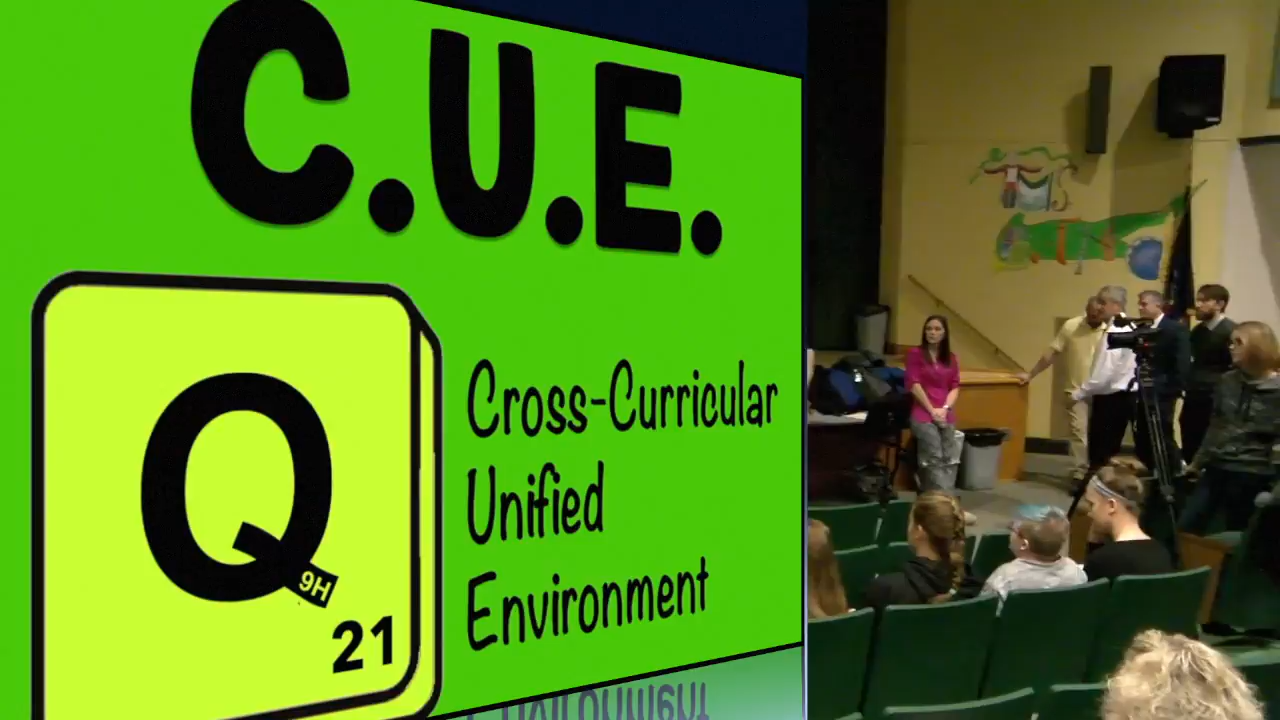 C.U.E.
Q
9H
21
Cross-Curricular
Unified
Environment